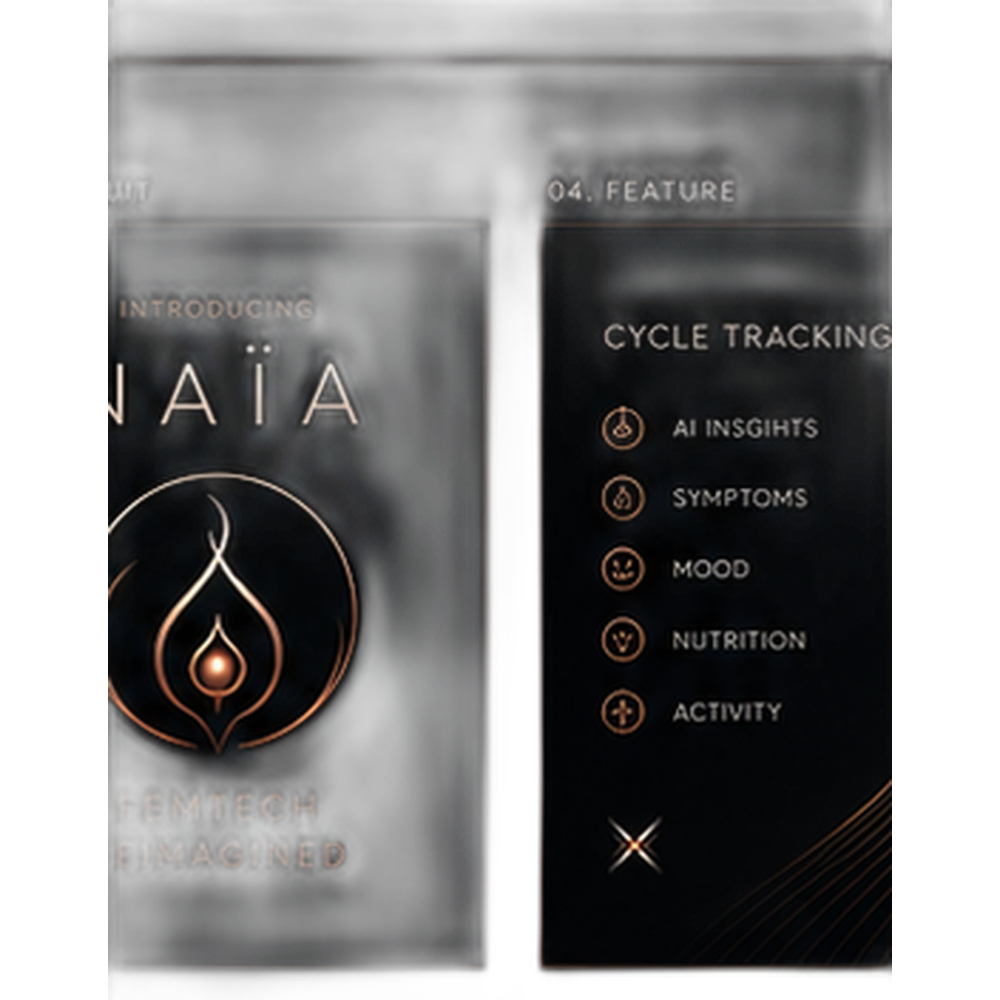 INTRODUCING
NAÏA
FEMTECH
REIMAGINED
04. FEATURE
CYCLE TRACKING
AI INSGIHTS
SYMPTOMS
MOOD
NUTRITION
ACTIVITY